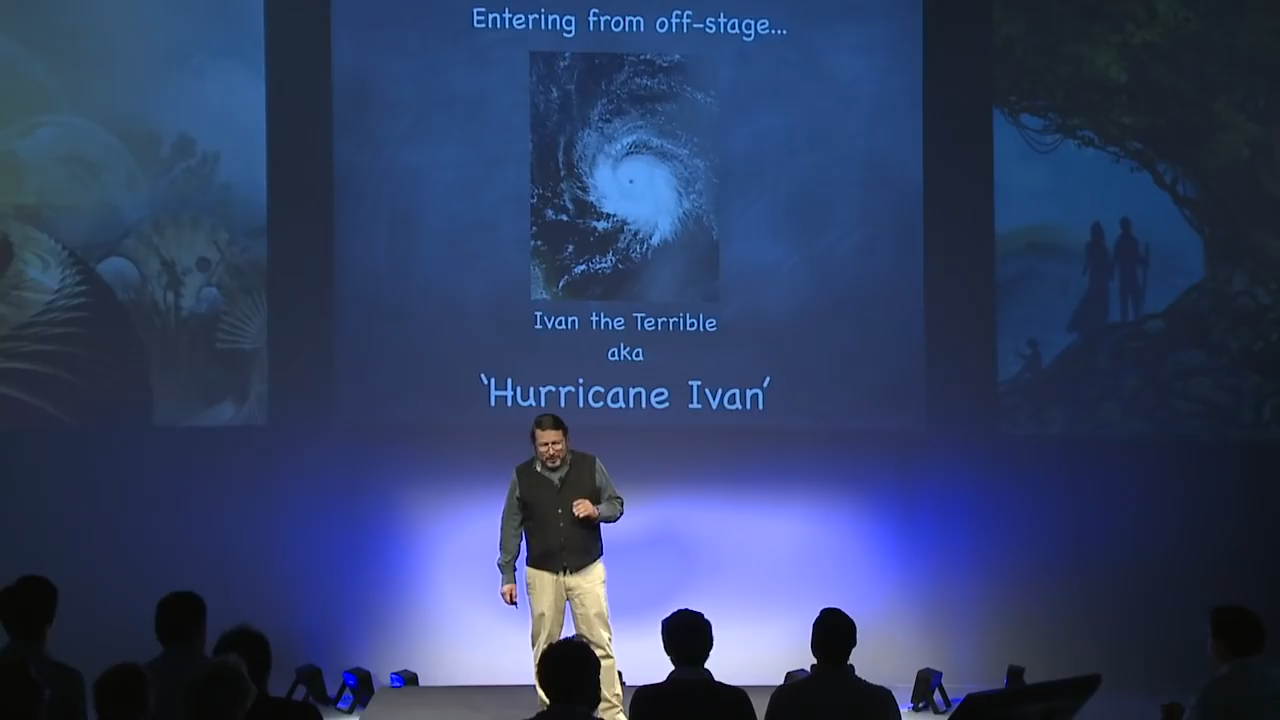 Entering from off-stage...
Ivan the Terrible
aka
'Hurricane Ivan'